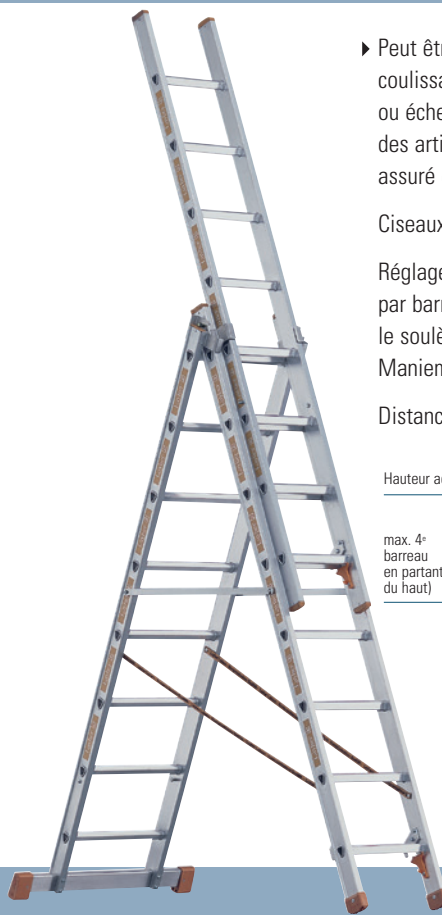 Peut êtr
coulissa
ou éche
des arti
assuré
Ciseaux
Réglage
par barr
le soulè
Maniem
Distanc
Hauteur a
max. 4ᵉ
barreau
en partant
du haut)